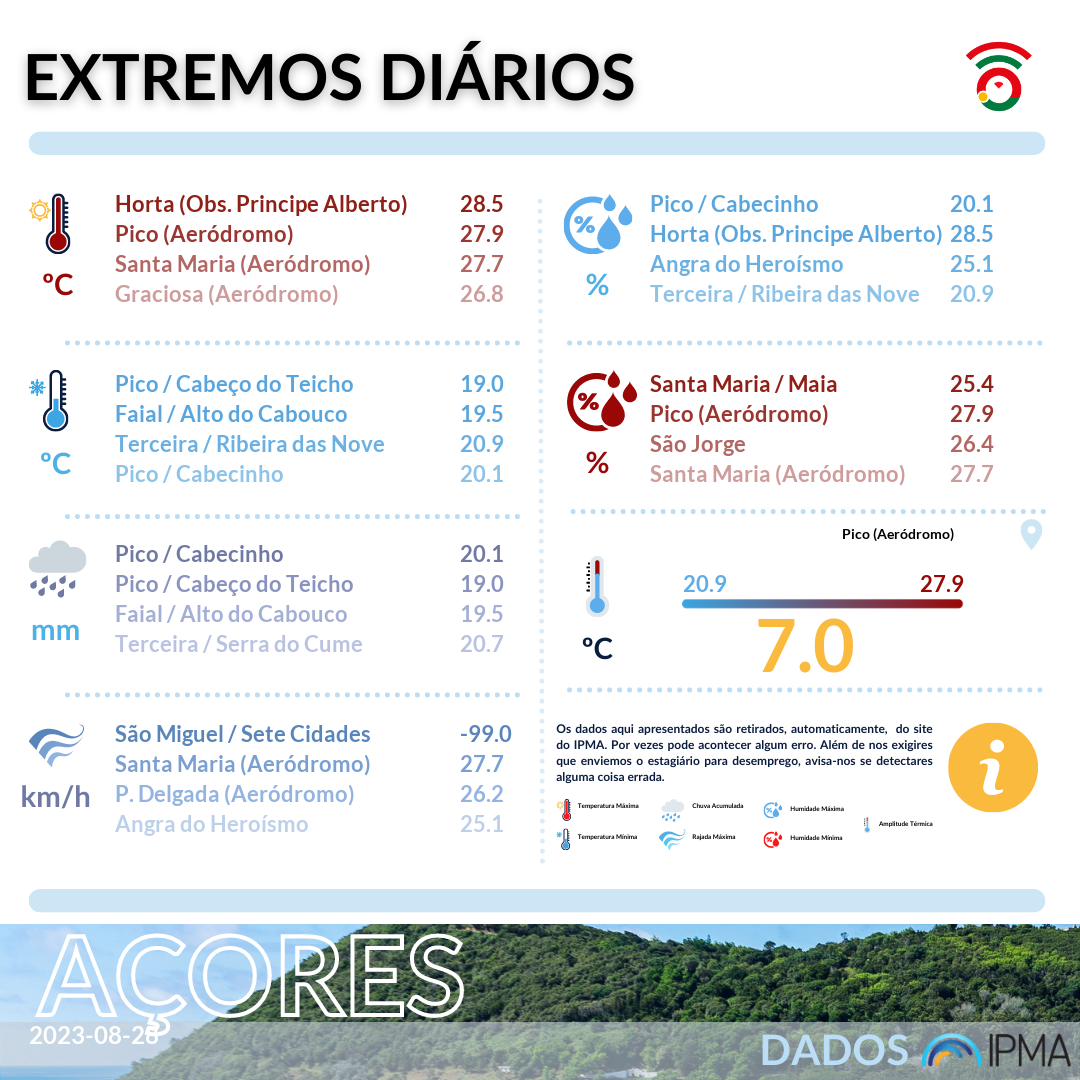 EXTREMOS DIÁRIOS
Horta (Obs. Principe Alberto) 28.5
Pico (Aeródromo) 27.9
Santa Maria (Aeródromo) 27.7
Graciosa (Aeródromo) 26.8
ºC
Pico / Cabeço do Teicho 19.0
Faial / Alto do Cabouco 19.5
Terceira / Ribeira das Nove 20.9
Pico / Cabecinho 20.1
ºC
Pico / Cabecinho 20.1
Pico / Cabeço do Teicho 19.0
Faial / Alto do Cabouco 19.5
Terceira / Serra do Cume 20.7
mm
São Miguel / Sete Cidades -99.0
Santa Maria (Aeródromo) 27.7
P. Delgada (Aeródromo) 26.2
Angra do Heroísmo 25.1
km/h
Pico / Cabecinho 20.1
Horta (Obs. Principe Alberto) 28.5
Angra do Heroísmo 25.1
Terceira / Ribeira das Nove 20.9
%
%
Santa Maria / Maia 25.4
Pico (Aeródromo) 27.9
São Jorge 26.4
Santa Maria (Aeródromo) 27.7
%
%
Pico (Aeródromo)
20.9 27.9
7.0
ºC
Os dados aqui apresentados são retirados, automaticamente, do site
do IPMA. Por vezes pode acontecer algum erro. Além de nos exigires
que enviemos o estagiário para desemprego, avisa-nos se detectares
alguma coisa errada.
i
Temperatura Máxima Chuva Acumulada Humidade Máxima
Amplitude Térmica
Temperatura Mínima Rajada Máxima Humidade Mínima
AÇORES
2023-08-28
DADOS IPMA